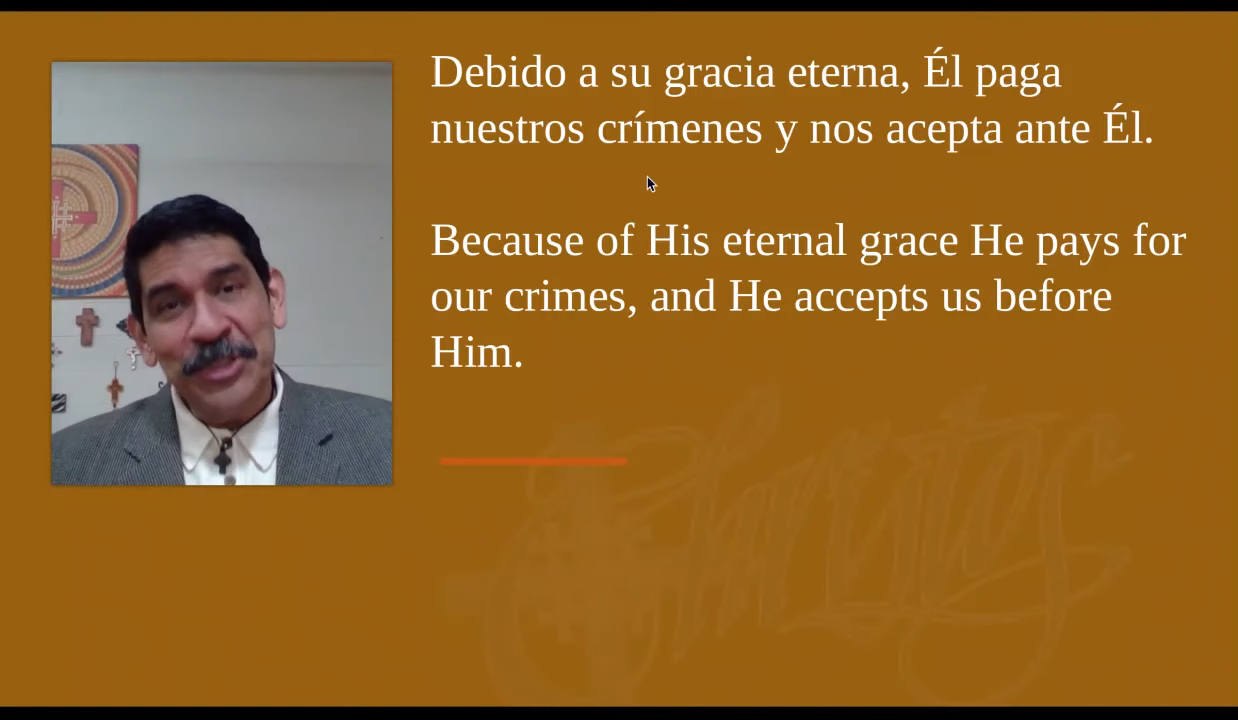 Debido a su gracia eterna, Él paga
nuestros crímenes y nos acepta ante Él.
Because of His eternal grace He pays for
our crimes, and He accepts us before
Him.
Christos